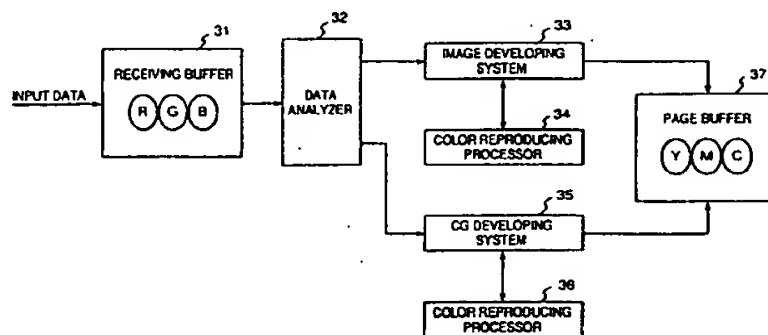 31
RECEIVING BUFFER
INPUT DATA
R G B
32
DATA
ANALYZER
33
IMAGE DEVELOPING
SYSTEM
34
COLOR REPRODUCING
PROCESSOR
35
CG DEVELOPING
SYSTEM
36
COLOR REPRODUCING
PROCESSOR
37
PAGE BUFFER
Y M C